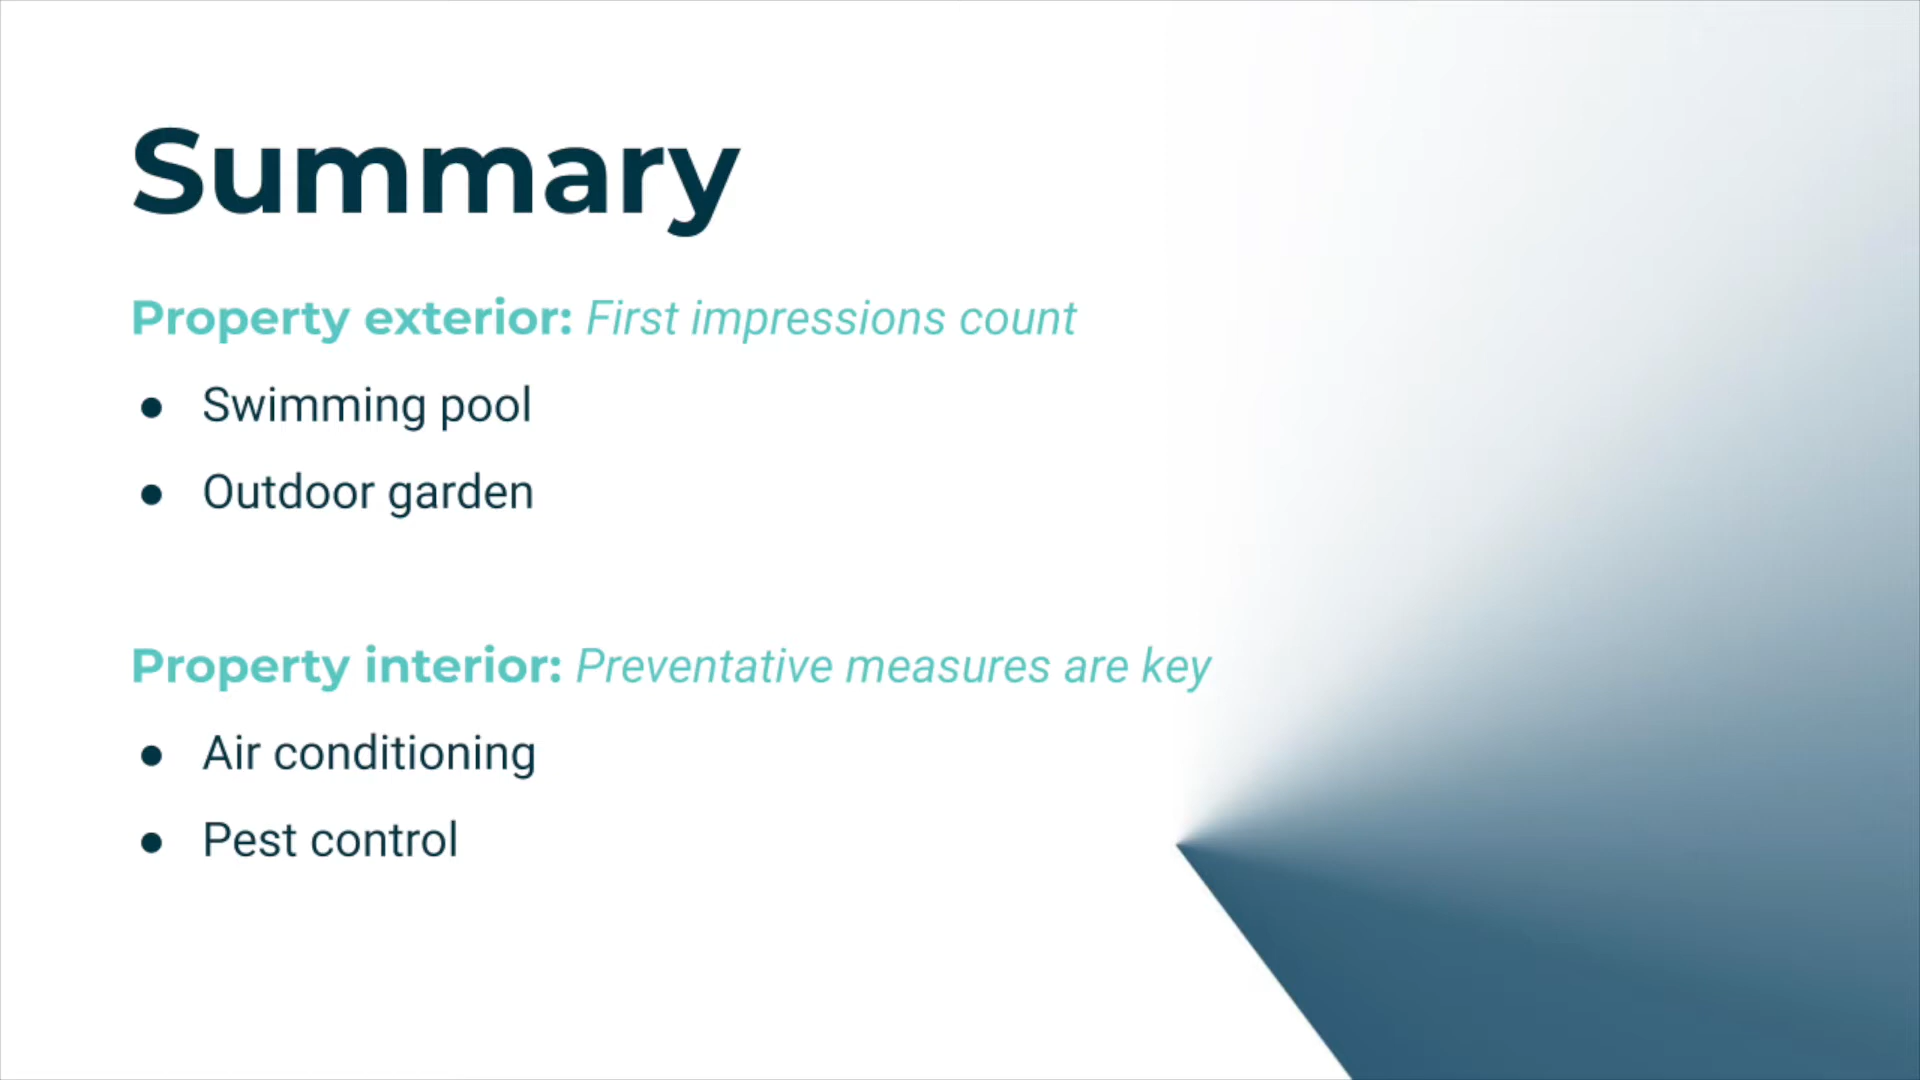 Summary
Property exterior: First impressions count
● Swimming pool
● Outdoor garden
Property interior: Preventative measures are key
● Air conditioning
● Pest control